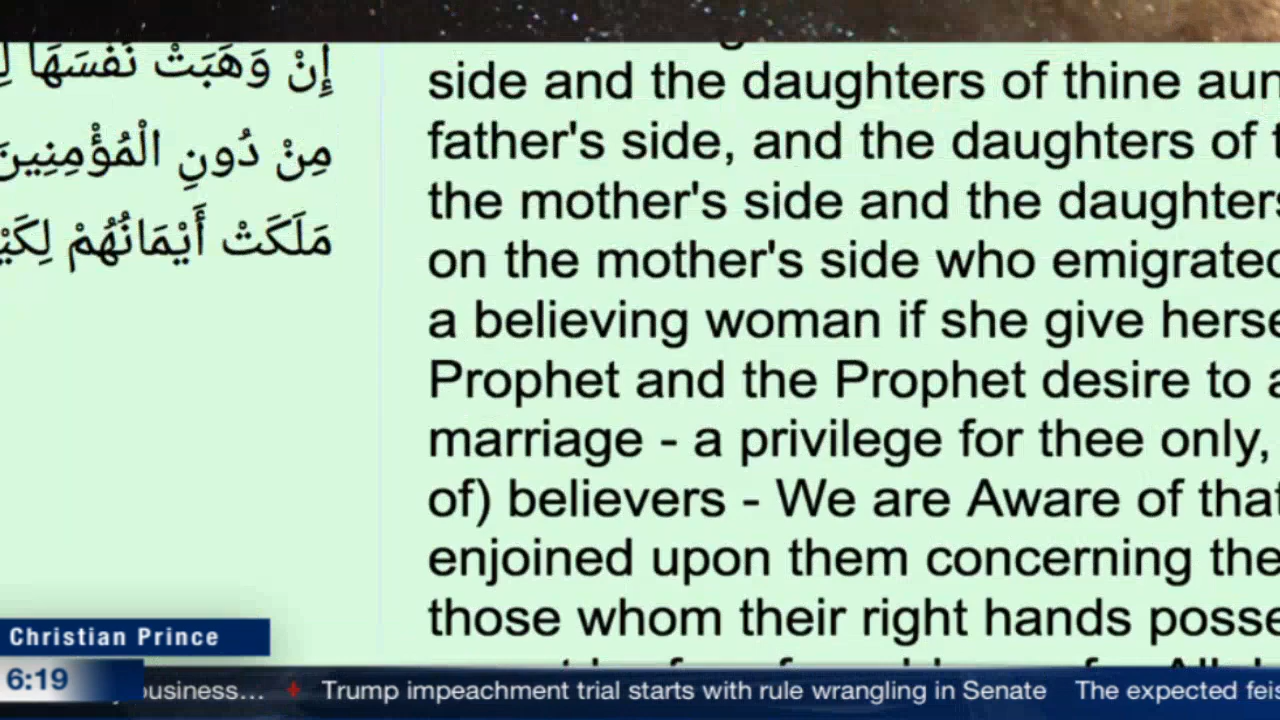 إِنْ وَهَبَتْ نَفْسَهَا
مِنْ دُونِ الْمُؤْمِنِينَ
مَلَكَتْ أَيْمَانُهُمْ
side and the daughters of thine aun
father's side, and the daughters of t
the mother's side and the daughters
on the mother's side who emigrated
a believing woman if she give herse
Prophet and the Prophet desire to a
marriage - a privilege for thee only,
of) believers - We are Aware of that
enjoined upon them concerning the
those whom their right hands posse
Christian Prince
6:19
business... Trump impeachment trial starts with rule wrangling in Senate The expected feis